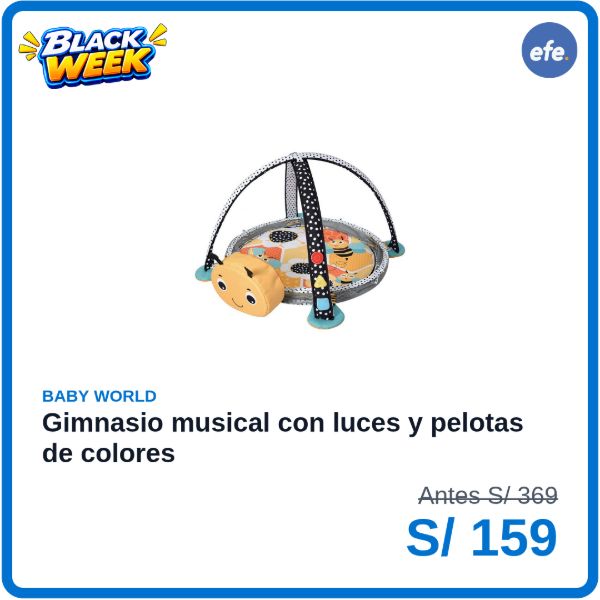 BLACK
WEEK
efe.
BABY WORLD
Gimnasio musical con luces y pelotas
de colores
Antes S/ 369
S/ 159